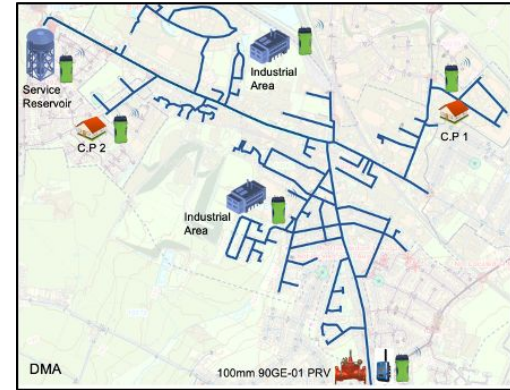 Service
Reservoir
Industrial
Area
C.P 2
C.P 1
Industrial
Area
DMA
100mm 90GE-01 PRV